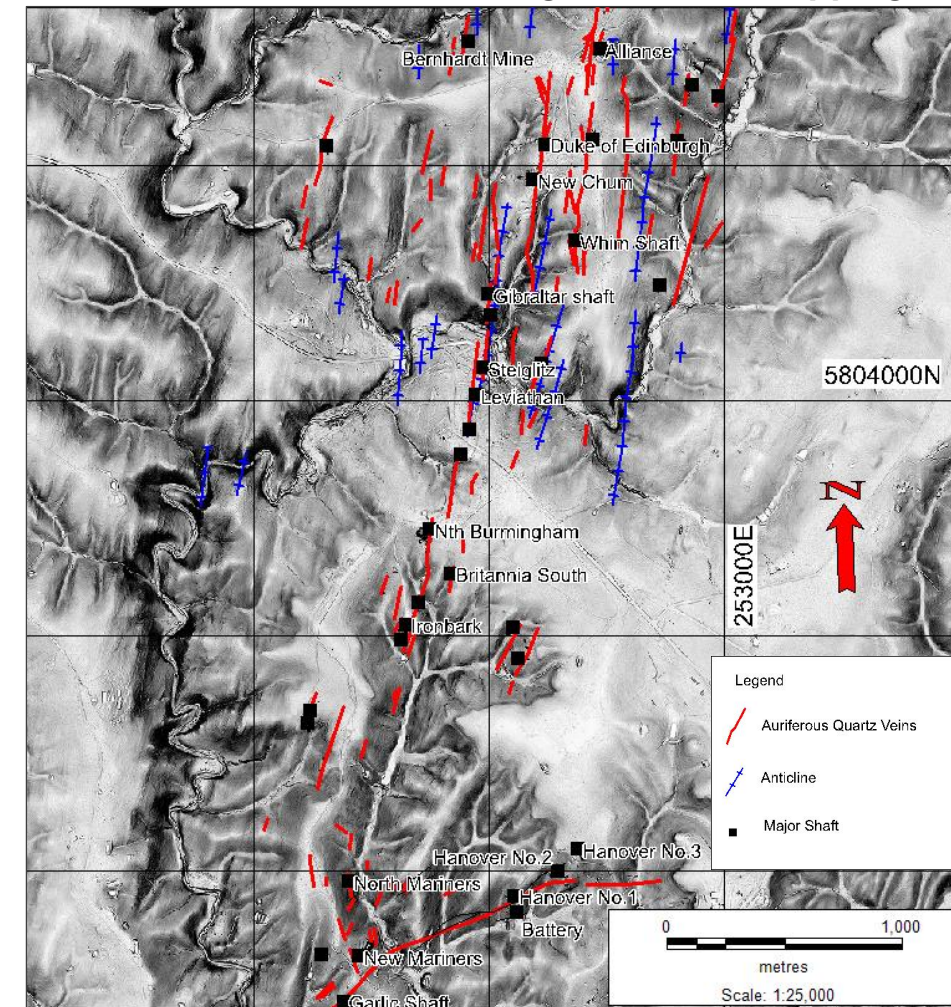 Bernhardt Mine
Alliance
Duke of Edinburgh
New Chum
Whim Shaft
Gibraltar shaft
Steiglitz
5804000N
Leviathan
N
Nth Burmingham
253000E
Britannia South
Ironbark
Legend
Auriferous Quartz Veins
Anticline
Major Shaft
Hanover No.2
Hanover No.3
North Mariners
Hanover No.1
Battery
New Mariners
Garlic Shaft
0 1,000
metres
Scale: 1:25,000